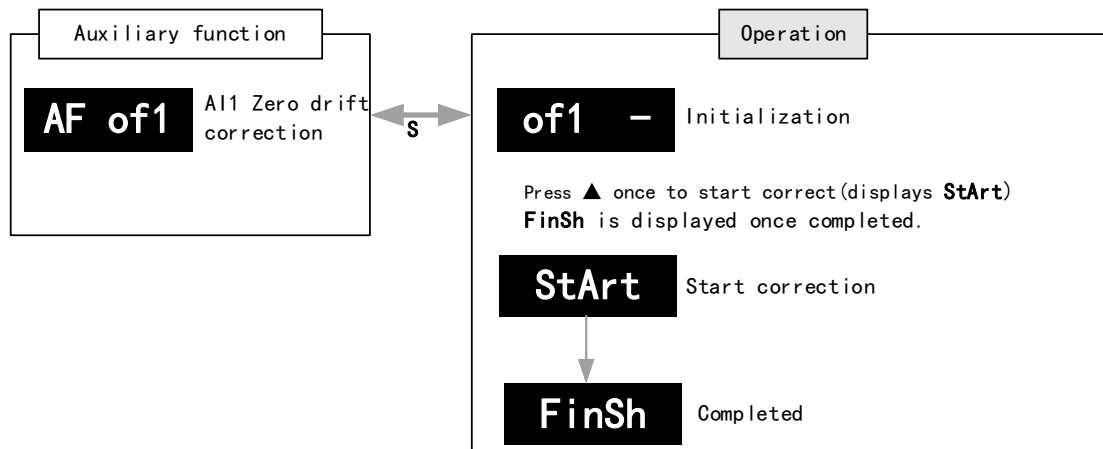 Auxiliary function
AF of1
AI1 Zero drift
correction
S
Operation
of1 −
Initialization
Press ▲ once to start correct(displays StArt)
FinSh is displayed once completed.
StArt
Start correction
FinSh
Completed